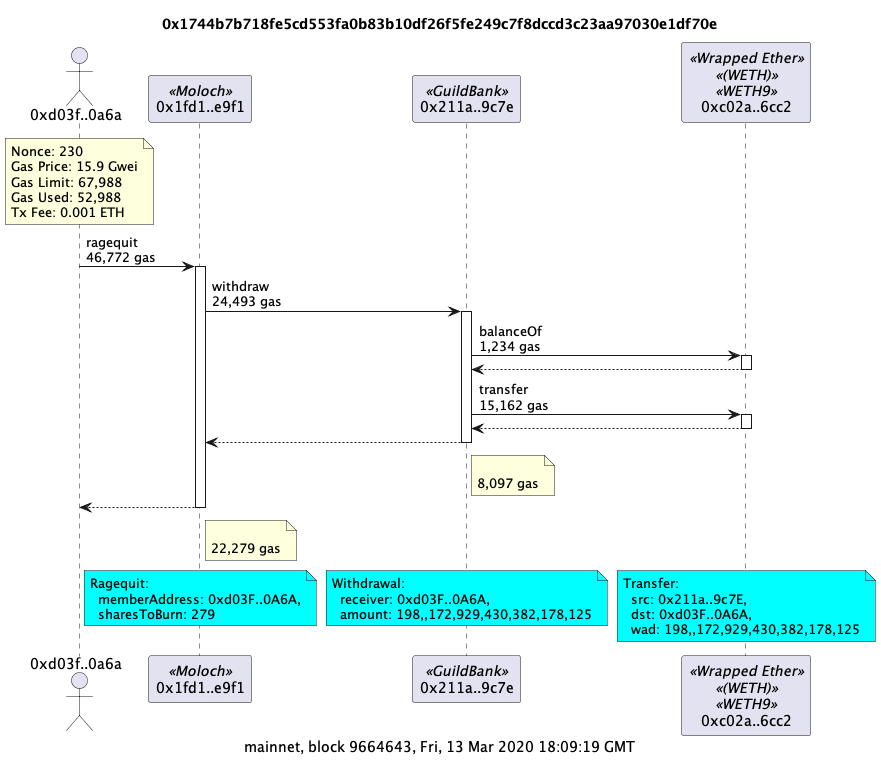 0x1744b7b718fe5cd553fa0b83b10df26f5fe249c7f8dccd3c23aa97030e1df70e
0xd03f..0a6a
«Moloch»
0x1fd1..e9f1
«GuildBank»
0x211a..9c7e
«Wrapped Ether»
«(WETH)»
«WETH9»
0xc02a..6cc2
Nonce: 230
Gas Price: 15.9 Gwei
Gas Limit: 67,988
Gas Used: 52,988
Tx Fee: 0.001 ETH
ragequit
46,772 gas
withdraw
24,493 gas
balanceOf
1,234 gas
transfer
15,162 gas
8,097 gas
22,279 gas
Ragequit:
memberAddress: 0xd03F..0A6A,
sharesToBurn: 279
Withdrawal:
receiver: 0xd03F..0A6A,
amount: 198,,172,929,430,382,178,125
Transfer:
src: 0x211a..9c7E,
dst: 0xd03F..0A6A,
wad: 198,,172,929,430,382,178,125
0xd03f..0a6a
«Moloch»
0x1fd1..e9f1
«GuildBank»
0x211a..9c7e
«Wrapped Ether»
«(WETH)»
«WETH9»
0xc02a..6cc2
mainnet, block 9664643, Fri, 13 Mar 2020 18:09:19 GMT